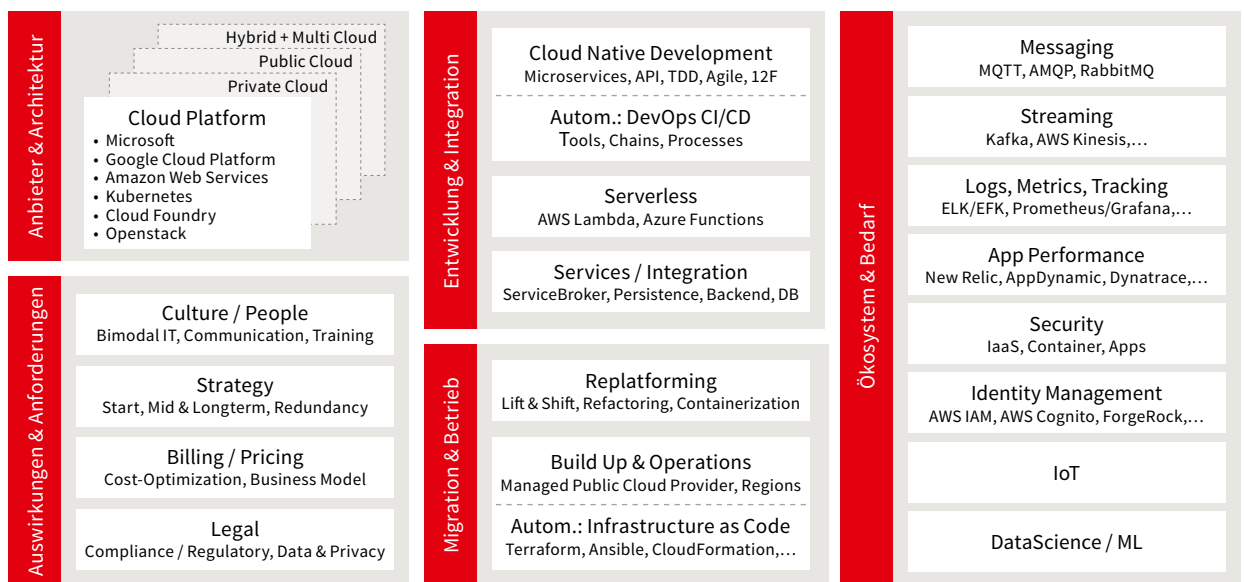 Anbieter & Architektur
Hybrid + Multi Cloud
Public Cloud
Private Cloud
Cloud Platform
• Microsoft
• Google Cloud Platform
• Amazon Web Services
• Kubernetes
• Cloud Foundry
• Openstack
Auswirkungen & Anforderungen
Culture / People
Bimodal IT, Communication, Training
Strategy
Start, Mid & Longterm, Redundancy
Billing / Pricing
Cost-Optimization, Business Model
Legal
Compliance / Regulatory, Data & Privacy
Entwicklung & Integration
Cloud Native Development
Microservices, API, TDD, Agile, 12F
Autom.: DevOps CI/CD
Tools, Chains, Processes
Serverless
AWS Lambda, Azure Functions
Services / Integration
ServiceBroker, Persistence, Backend, DB
Migration & Betrieb
Replatforming
Lift & Shift, Refactoring, Containerization
Build Up & Operations
Managed Public Cloud Provider, Regions
Autom.: Infrastructure as Code
Terraform, Ansible, CloudFormation,…
Ökosystem & Bedarf
Messaging
MQTT, AMQP, RabbitMQ
Streaming
Kafka, AWS Kinesis,…
Logs, Metrics, Tracking
ELK/EFK, Prometheus/Grafana,…
App Performance
New Relic, AppDynamic, Dynatrace,…
Security
IaaS, Container, Apps
Identity Management
AWS IAM, AWS Cognito, ForgeRock,…
IoT
DataScience / ML